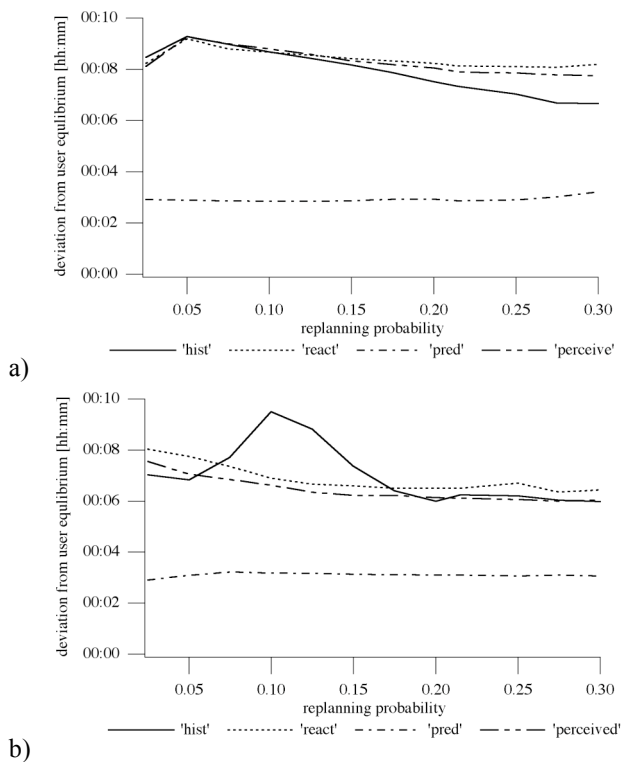 00:10
00:08
00:06
00:04
00:02
00:00
deviation from user equlibrium [hh:mm]
0.05 0.10 0.15 0.20 0.25 0.30
replanning probability
'hist' 'react' 'pred' 'perceive'
a)
00:10
00:08
00:06
00:04
00:02
00:00
deviation from user equlibrium [hh:mm]
0.05 0.10 0.15 0.20 0.25 0.30
replanning probability
'hist' 'react' 'pred' 'perceived'
b)